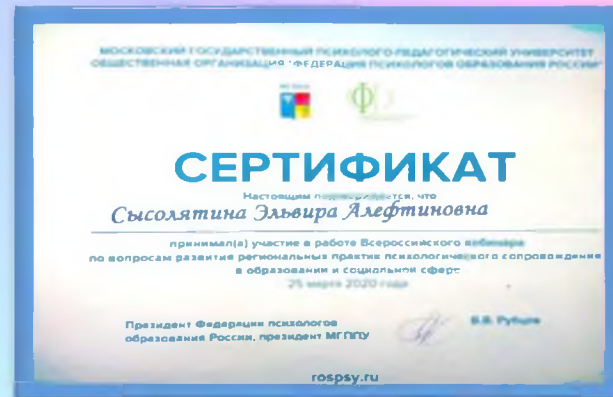 МОСКОВСКИЙ ГОСУДАРСТВЕННЫЙ ПСИХОЛОГО-ПЕДАГОГИЧЕСКИЙ УНИВЕРСИТЕТ
ОБЩЕСТВЕННАЯ ОРГАНИЗАЦИЯ "ФЕДЕРАЦИЯ ПСИХОЛОГОВ ОБРАЗОВАНИЯ РОССИИ"
СЕРТИФИКАТ
Настоящим подтверждается, что
Сысолятина Эльвира Алефтиновна
принимал(а) участие в работе Всероссийского вебинара
по вопросам развития региональных практик психологического сопровождения
в образовании и социальной сфере
25 марта 2020 года
Президент Федерации психологов
образования России, президент МГППУ
В.В. Рубцов
rospsy.ru